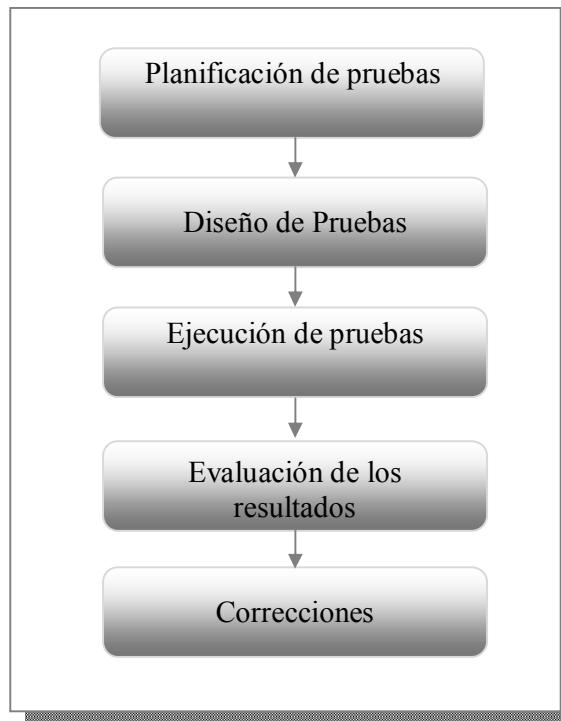 Planificación de pruebas
Diseño de Pruebas
Ejecución de pruebas
Evaluación de los
resultados
Correcciones